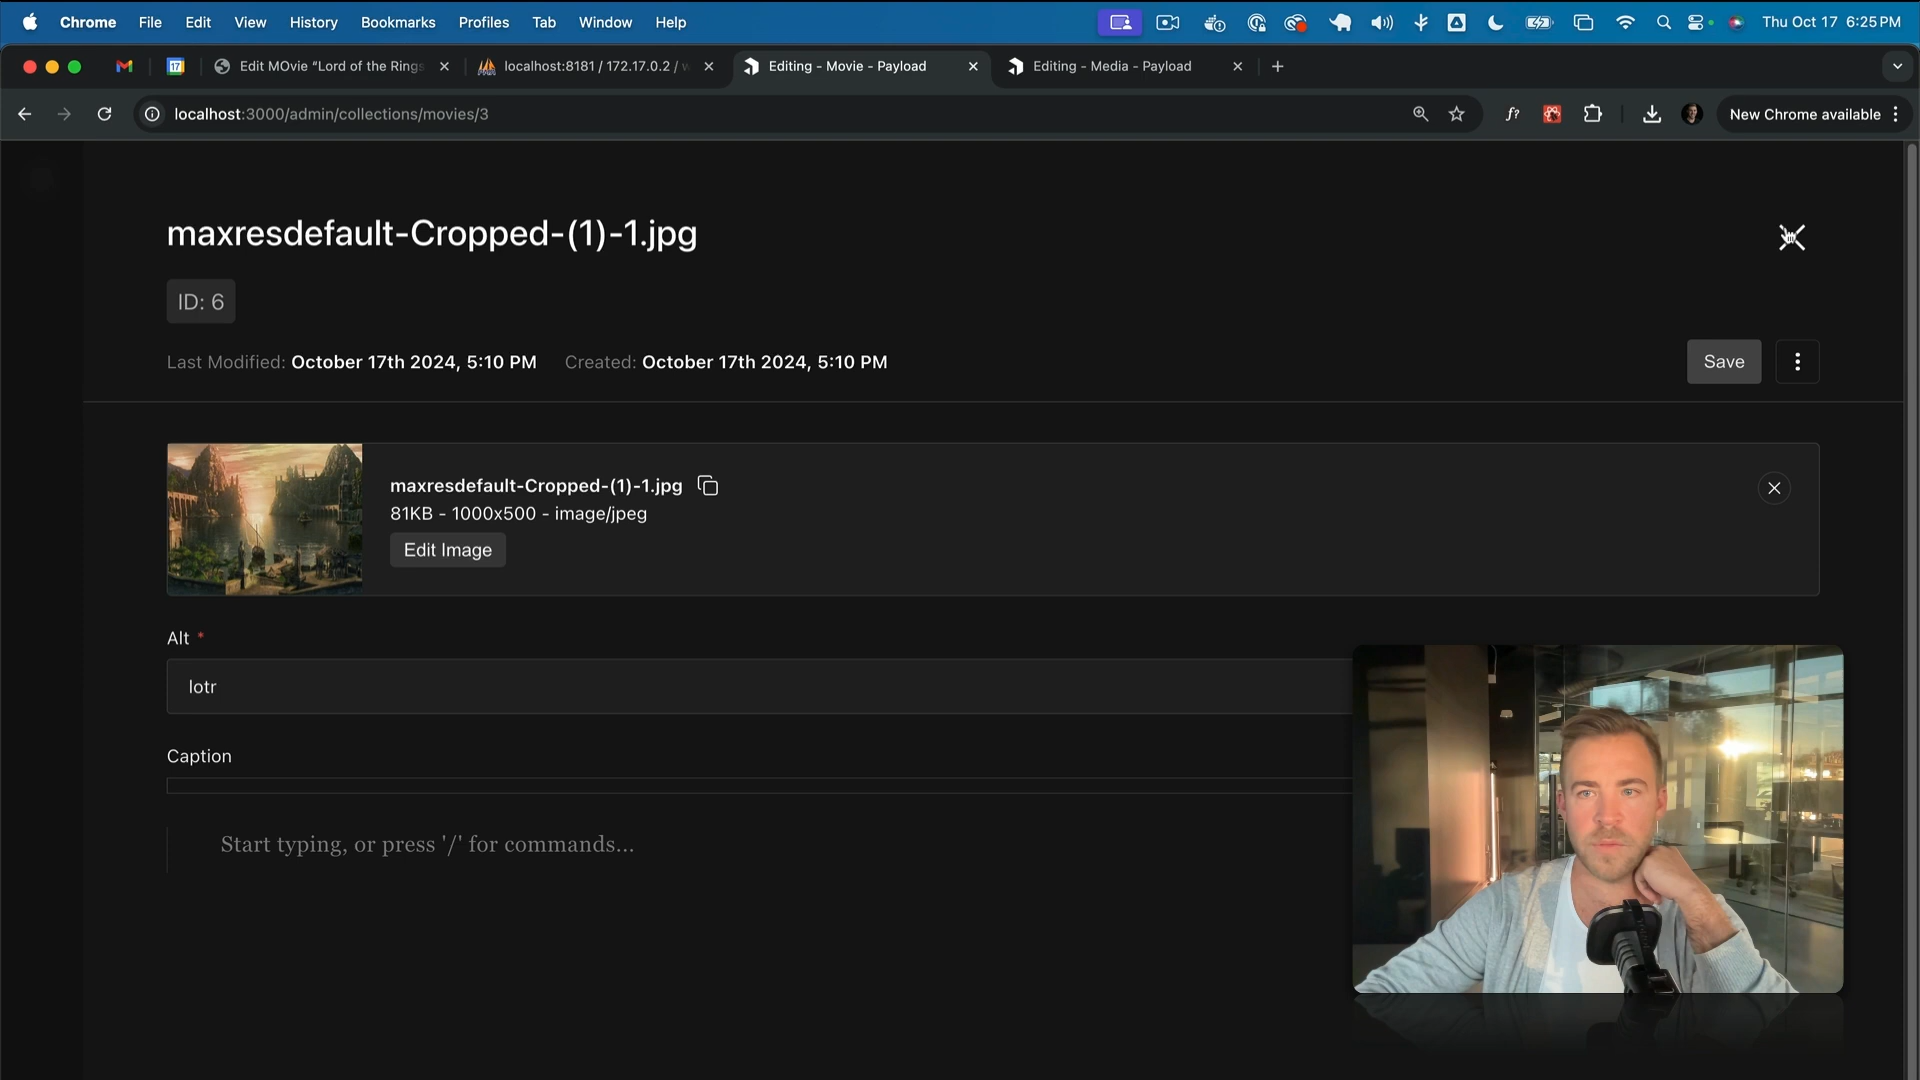 Chrome File Edit View History Bookmarks Profiles Tab Window Help Thu Oct 17 6:25 PM
17 Edit MOvie “Lord of the Rings localhost:8181 / 172.17.0.2 / Editing - Movie - Payload Editing - Media - Payload
localhost:3000/admin/collections/movies/3 f? New Chrome available
maxresdefault-Cropped-(1)-1.jpg
ID: 6
Last Modified: October 17th 2024, 5:10 PM Created: October 17th 2024, 5:10 PM Save
maxresdefault-Cropped-(1)-1.jpg
81KB - 1000x500 - image/jpeg
Edit Image
Alt *
lotr
Caption
Start typing, or press '/' for commands...